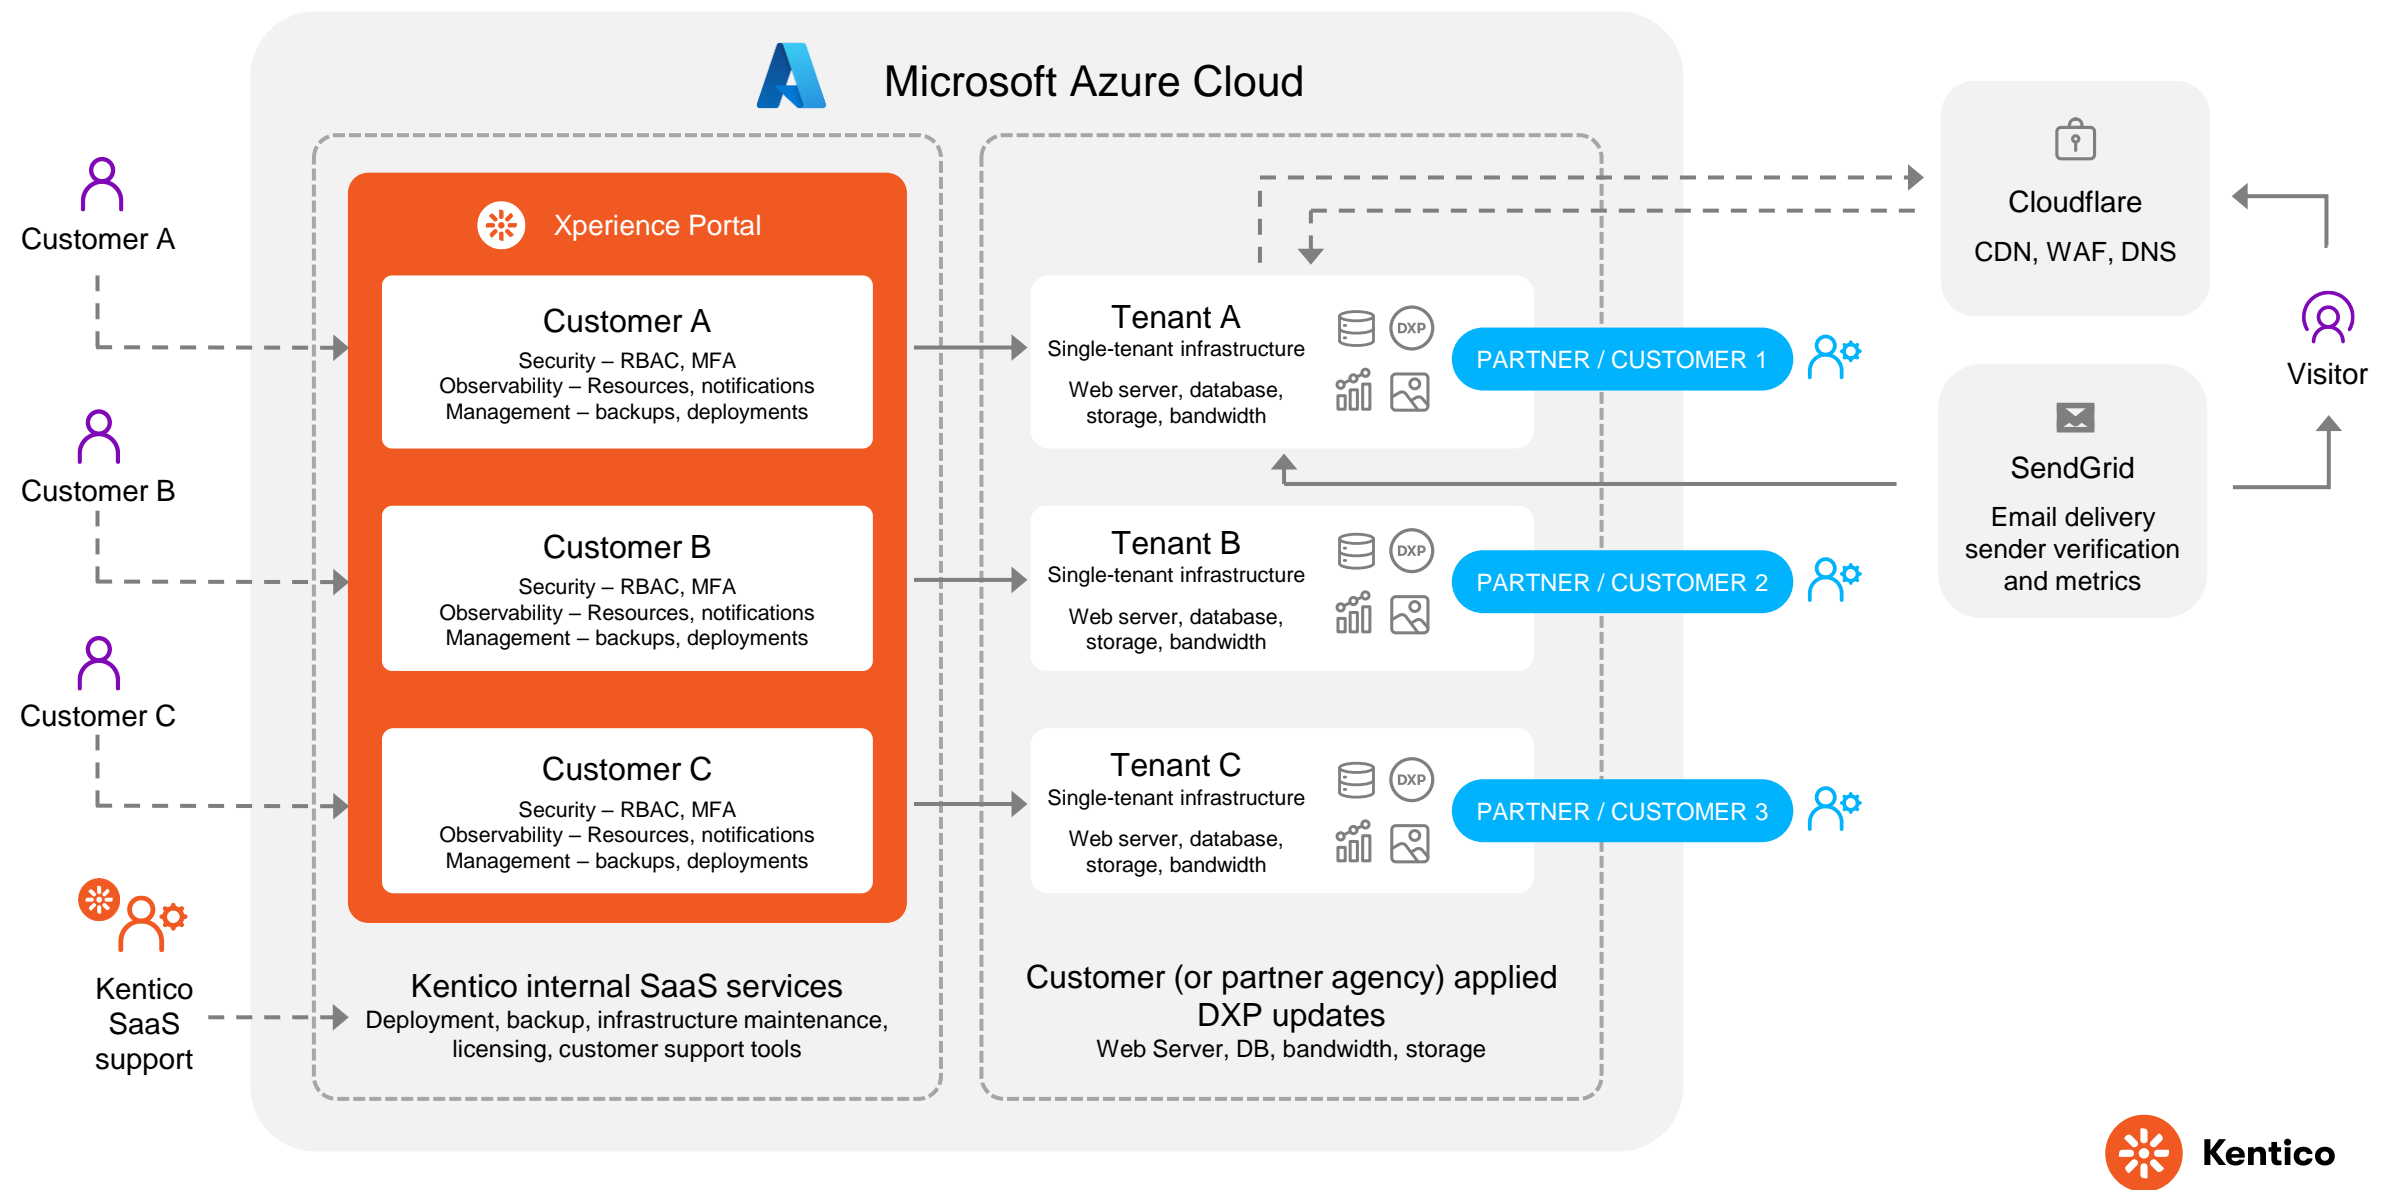 Microsoft Azure Cloud
Customer A
Customer B
Customer C
Kentico
SaaS
support
Xperience Portal
Customer A
Security – RBAC, MFA
Observability – Resources, notifications
Management – backups, deployments
Customer B
Security – RBAC, MFA
Observability – Resources, notifications
Management – backups, deployments
Customer C
Security – RBAC, MFA
Observability – Resources, notifications
Management – backups, deployments
Kentico internal SaaS services
Deployment, backup, infrastructure maintenance,
licensing, customer support tools
Tenant A
Single-tenant infrastructure
Web server, database,
storage, bandwidth
DXP
PARTNER / CUSTOMER 1
Tenant B
Single-tenant infrastructure
Web server, database,
storage, bandwidth
DXP
PARTNER / CUSTOMER 2
Tenant C
Single-tenant infrastructure
Web server, database,
storage, bandwidth
DXP
PARTNER / CUSTOMER 3
Customer (or partner agency) applied
DXP updates
Web Server, DB, bandwidth, storage
Cloudflare
CDN, WAF, DNS
Visitor
SendGrid
Email delivery
sender verification
and metrics
Kentico